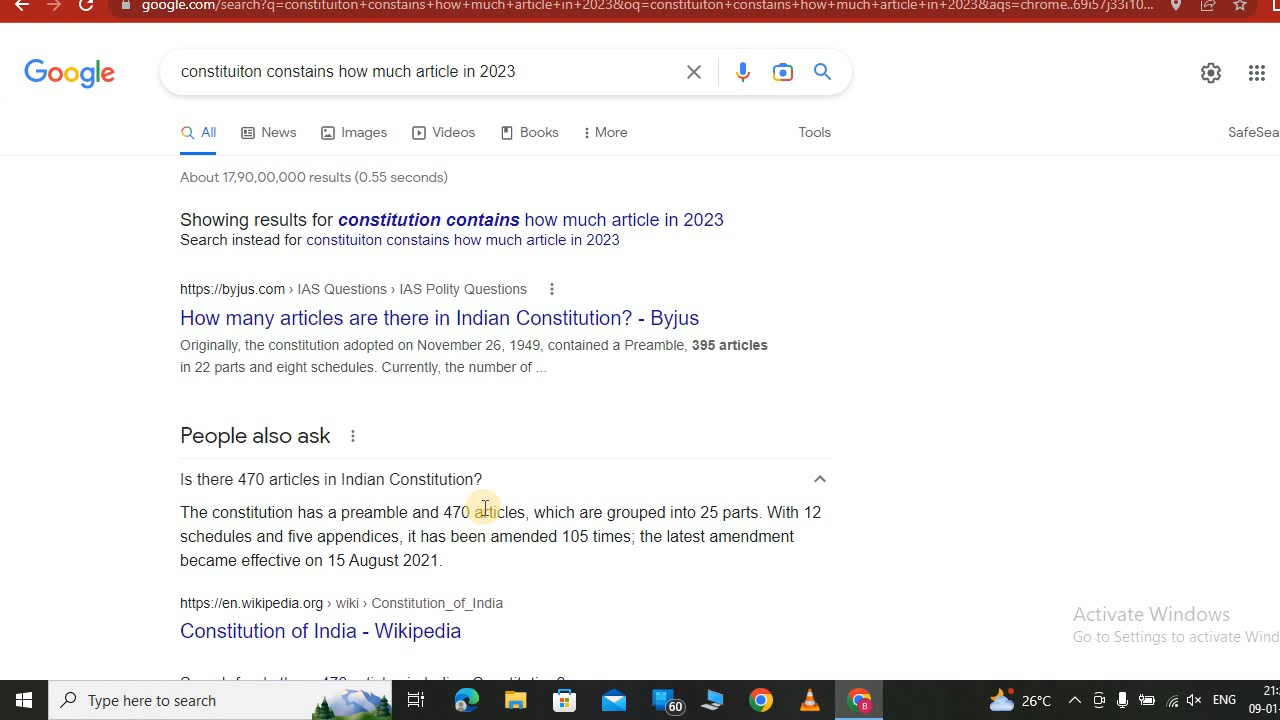 google.com/search?q=constituiton+constains+how+much+article+in+2023&oq=constituiton+constains+how+much+article+in+2023&aqs=chrome..69i57j33i10...
Google
constituiton constains how much article in 2023
All News Images Videos Books More Tools SafeSea
About 17,90,00,000 results (0.55 seconds)
Showing results for constitution contains how much article in 2023
Search instead for constituiton constains how much article in 2023
https://byjus.com › IAS Questions › IAS Polity Questions
How many articles are there in Indian Constitution? - Byjus
Originally, the constitution adopted on November 26, 1949, contained a Preamble, 395 articles
in 22 parts and eight schedules. Currently, the number of ...
People also ask
Is there 470 articles in Indian Constitution?
The constitution has a preamble and 470 articles, which are grouped into 25 parts. With 12
schedules and five appendices, it has been amended 105 times; the latest amendment
became effective on 15 August 2021.
https://en.wikipedia.org › wiki › Constitution_of_India
Constitution of India - Wikipedia
Activate Windows
Go to Settings to activate Wind
Type here to search
60
26°C
ENG
21:
09-01-